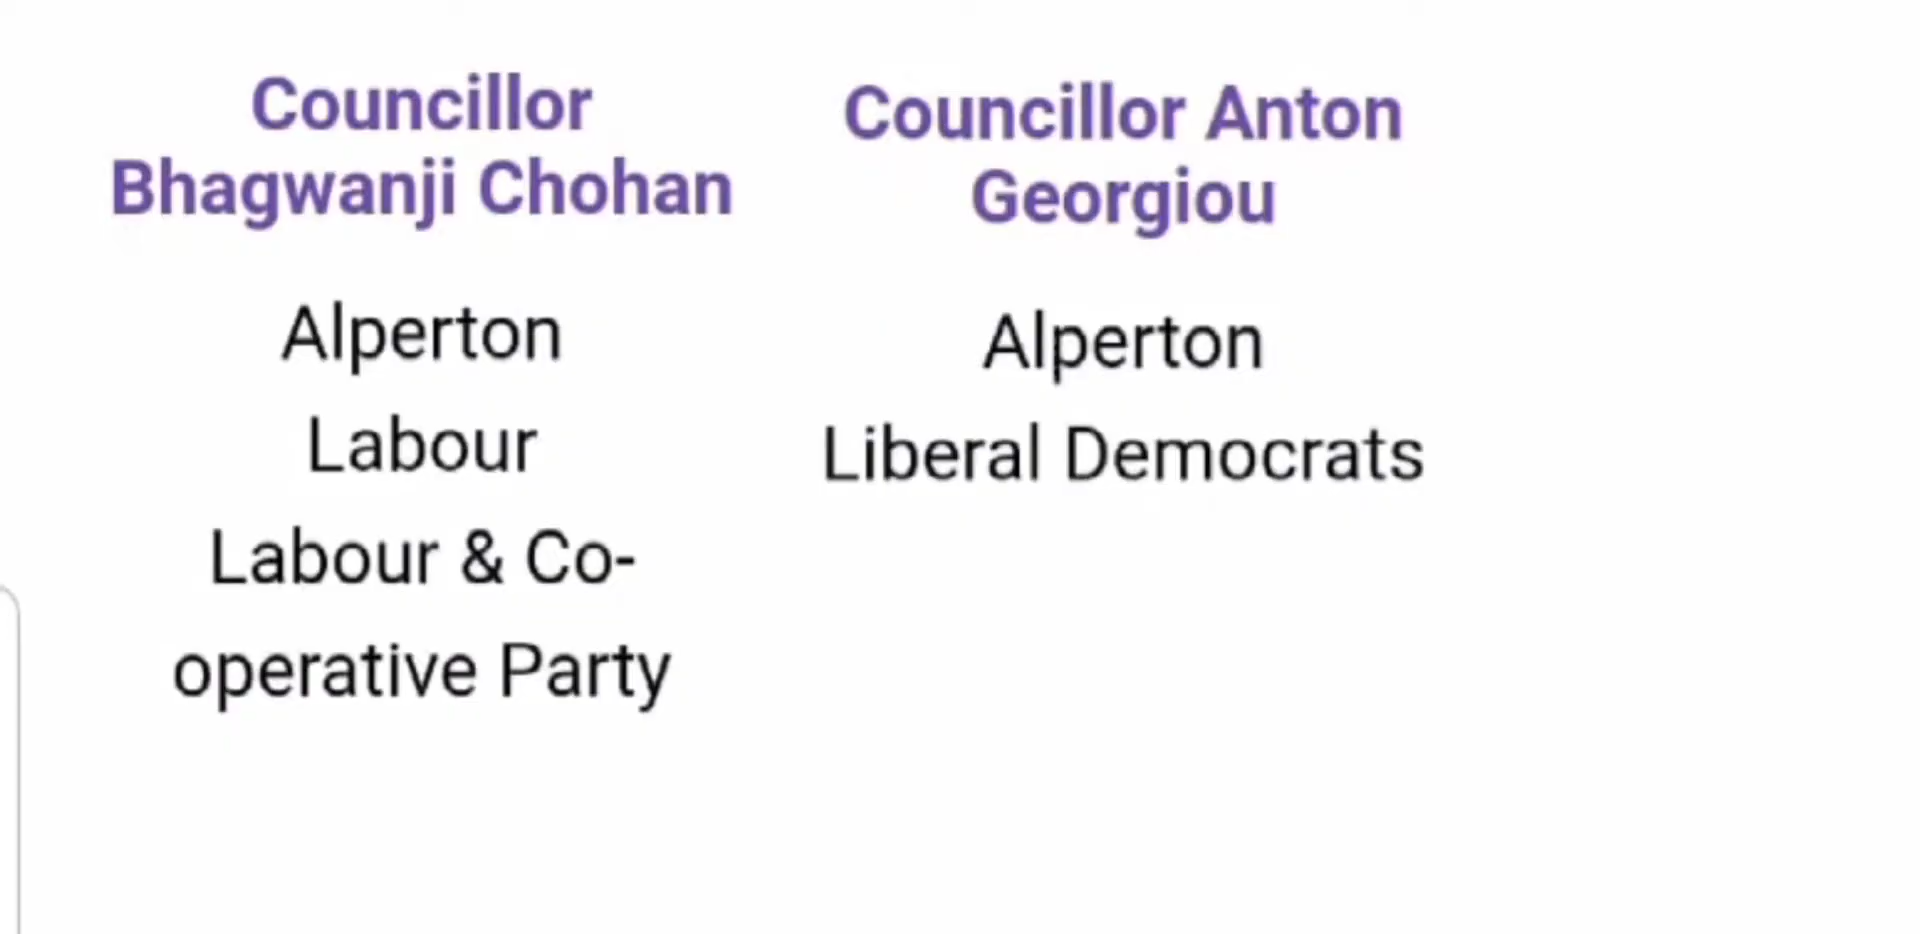 Councillor
Bhagwanji Chohan
Alperton
Labour
Labour & Co-
operative Party
Councillor Anton
Georgiou
Alperton
Liberal Democrats